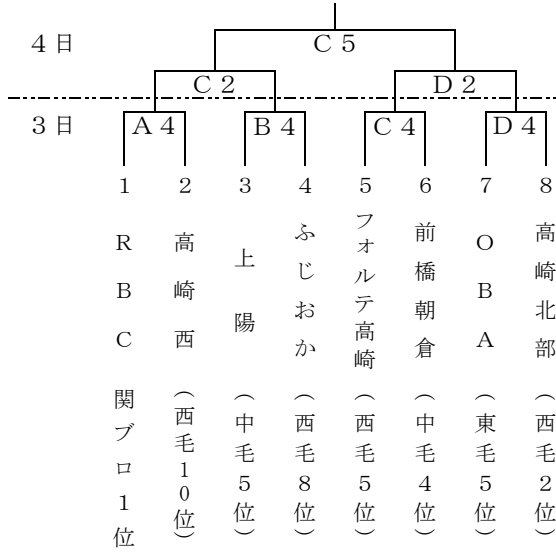 4日
C5
C2
D2
3日
A4
B4
C4
D4
1
2
3
4
5
6
7
8
RBC
関ブロ1位
高崎西
(西毛10位)
上陽
(中毛5位)
ふじおか
(西毛8位)
フォルテ高崎
(西毛5位)
前橋朝倉
(中毛4位)
OBA
(東毛5位)
高崎北部
(西毛2位)